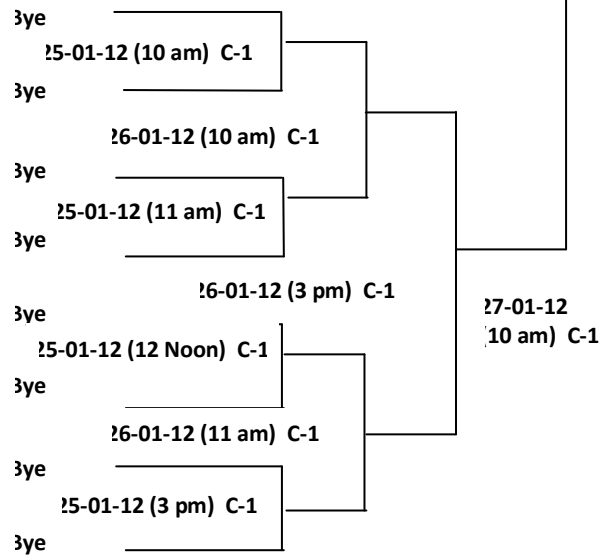 Bye
25-01-12 (10 am) C-1
Bye
26-01-12 (10 am) C-1
Bye
25-01-12 (11 am) C-1
Bye
26-01-12 (3 pm) C-1
27-01-12
(10 am) C-1
Bye
25-01-12 (12 Noon) C-1
Bye
26-01-12 (11 am) C-1
Bye
25-01-12 (3 pm) C-1
Bye